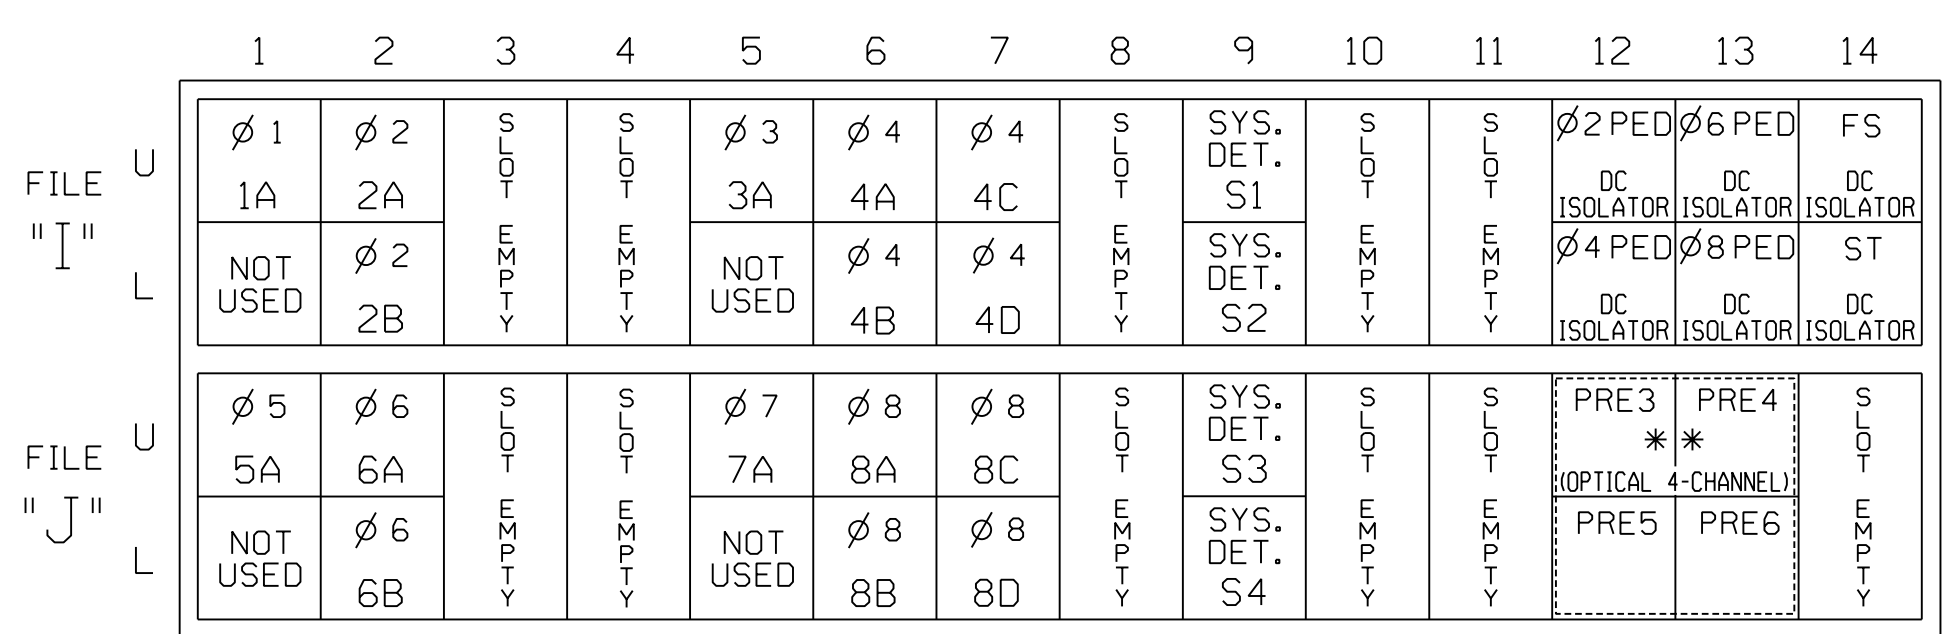 1 2 3 4 5 6 7 8 9 10 11 12 13 14
FILE "I"
U
Ø 1 1A
Ø 2 2A
SLOT EMPTY
SLOT EMPTY
Ø 3 3A
Ø 4 4A
Ø 4 4C
SLOT EMPTY
SYS. DET. S1
SLOT EMPTY
SLOT EMPTY
Ø2 PED DC ISOLATOR
Ø6 PED DC ISOLATOR
FS DC ISOLATOR
L
NOT USED
Ø 2 2B
NOT USED
Ø 4 4B
Ø 4 4D
SYS. DET. S2
Ø4 PED DC ISOLATOR
Ø8 PED DC ISOLATOR
ST DC ISOLATOR
FILE "J"
U
Ø 5 5A
Ø 6 6A
SLOT EMPTY
SLOT EMPTY
Ø 7 7A
Ø 8 8A
Ø 8 8C
SLOT EMPTY
SYS. DET. S3
SLOT EMPTY
SLOT EMPTY
PRE3 PRE4
* *
(OPTICAL 4-CHANNEL)
SLOT EMPTY
L
NOT USED
Ø 6 6B
NOT USED
Ø 8 8B
Ø 8 8D
SYS. DET. S4
PRE5 PRE6